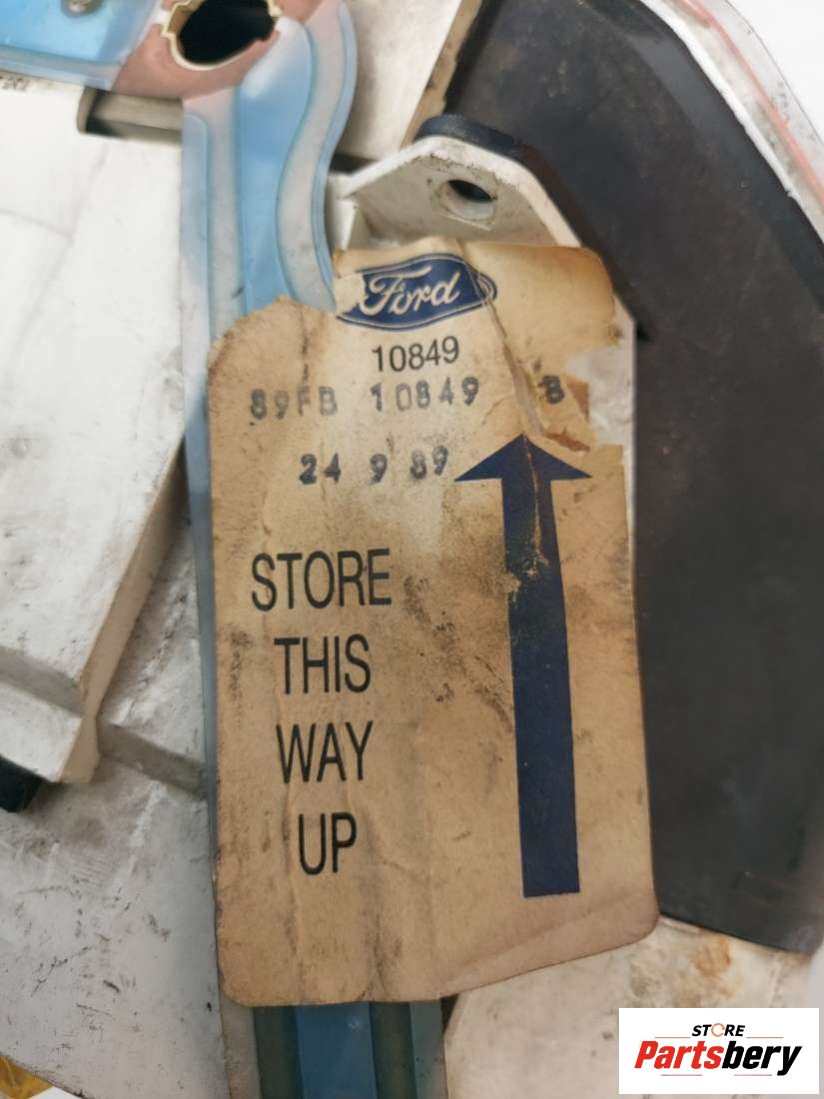 Ford
10849
89FB 10849 B
24 9 89
STORE
THIS
WAY
UP
STORE
Partsbery